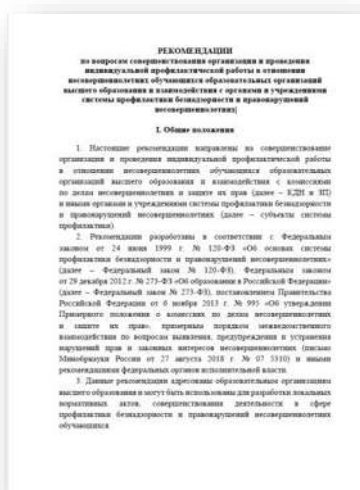 РЕКОМЕНДАЦИИ
по вопросам совершенствования организации и проведения
индивидуальной профилактической работы в отношении
несовершеннолетних обучающихся образовательных организаций
высшего образования и взаимодействия с органами и учреждениями
системы профилактики безнадзорности и правонарушений
несовершеннолетних
I. Общие положения
1. Настоящие рекомендации направлены на совершенствование
организации и проведения индивидуальной профилактической работы
в отношении несовершеннолетних обучающихся образовательных
организаций высшего образования и взаимодействия с комиссиями
по делам несовершеннолетних и защите их прав (далее – КДН и ЗП)
и иными органами и учреждениями системы профилактики безнадзорности
и правонарушений несовершеннолетних (далее – субъекты системы
профилактики).
2. Рекомендации разработаны в соответствии с Федеральным
законом от 24 июня 1999 г. № 120-ФЗ «Об основах системы
профилактики безнадзорности и правонарушений несовершеннолетних»
(далее – Федеральный закон № 120-ФЗ), Федеральным законом
от 29 декабря 2012 г. № 273-ФЗ «Об образовании в Российской Федерации»
(далее – Федеральный закон № 273-ФЗ), постановлением Правительства
Российской Федерации от 6 ноября 2013 г. № 995 «Об утверждении
Примерного положения о комиссиях по делам несовершеннолетних
и защите их прав», примерным порядком межведомственного
взаимодействия по вопросам выявления, предупреждения и устранения
нарушений прав и законных интересов несовершеннолетних (письмо
Минобрнауки России от 27 августа 2018 г. № 07-5310) и иными
рекомендациями федеральных органов исполнительной власти.
3. Данные рекомендации адресованы образовательным организациям
высшего образования и могут быть использованы для разработки локальных
нормативных актов, совершенствования деятельности в сфере
профилактики безнадзорности и правонарушений несовершеннолетних
обучающихся.